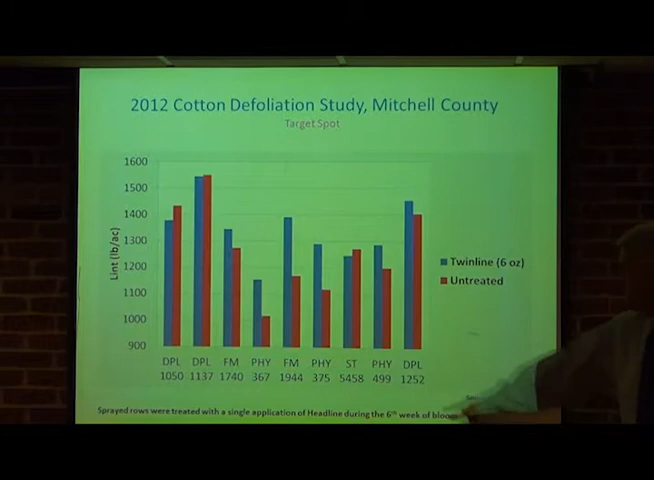 2012 Cotton Defoliation Study, Mitchell County
Target Spot
1600
1500
1400
1300
1200
1100
1000
900
Lint (lb/ac)
DPL 1050
DPL 1137
FM 1740
PHY 367
FM 1944
PHY 375
ST 5458
PHY 499
DPL 1252
Twinline (6 oz)
Untreated
Sprayed rows were treated with a single application of Headline during the 6th week of bloom